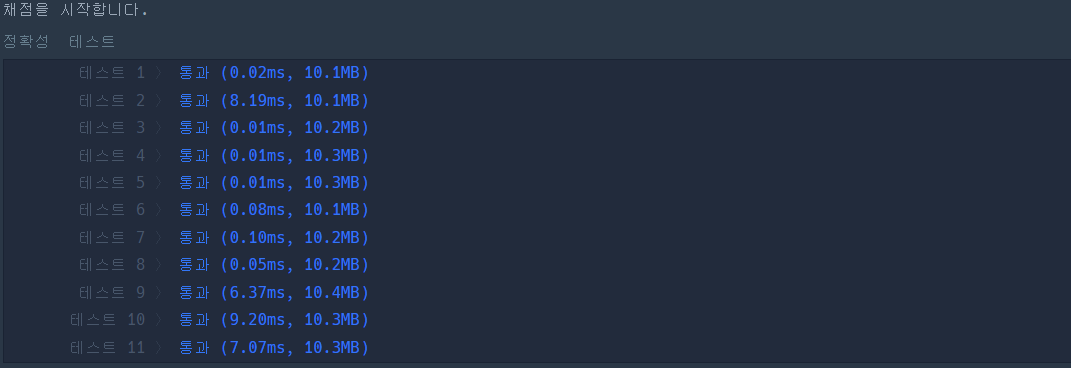 채점을 시작합니다.
정확성 테스트
테스트 1 〉 통과 (0.02ms, 10.1MB)
테스트 2 〉 통과 (8.19ms, 10.1MB)
테스트 3 〉 통과 (0.01ms, 10.2MB)
테스트 4 〉 통과 (0.01ms, 10.3MB)
테스트 5 〉 통과 (0.01ms, 10.3MB)
테스트 6 〉 통과 (0.08ms, 10.1MB)
테스트 7 〉 통과 (0.10ms, 10.2MB)
테스트 8 〉 통과 (0.05ms, 10.2MB)
테스트 9 〉 통과 (6.37ms, 10.4MB)
테스트 10 〉 통과 (9.20ms, 10.3MB)
테스트 11 〉 통과 (7.07ms, 10.3MB)